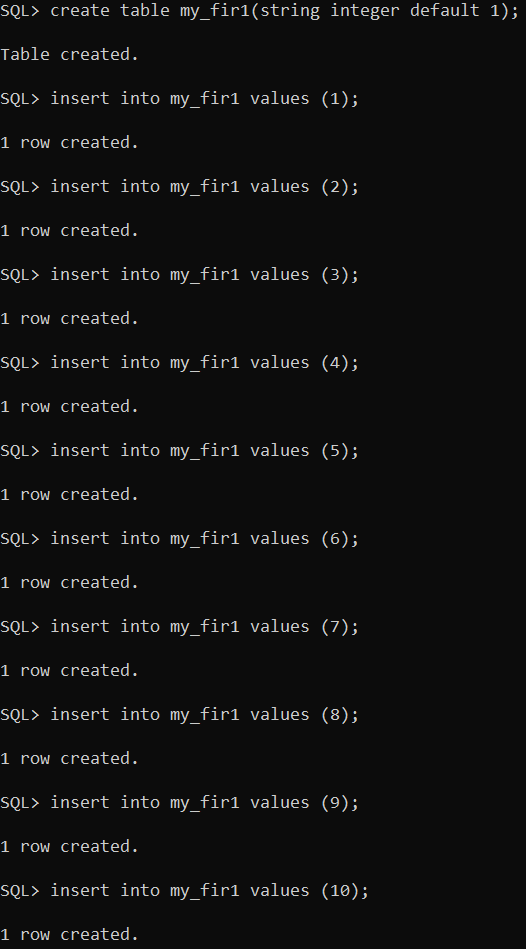 SQL> create table my_fir1(string integer default 1);
Table created.
SQL> insert into my_fir1 values (1);
1 row created.
SQL> insert into my_fir1 values (2);
1 row created.
SQL> insert into my_fir1 values (3);
1 row created.
SQL> insert into my_fir1 values (4);
1 row created.
SQL> insert into my_fir1 values (5);
1 row created.
SQL> insert into my_fir1 values (6);
1 row created.
SQL> insert into my_fir1 values (7);
1 row created.
SQL> insert into my_fir1 values (8);
1 row created.
SQL> insert into my_fir1 values (9);
1 row created.
SQL> insert into my_fir1 values (10);
1 row created.